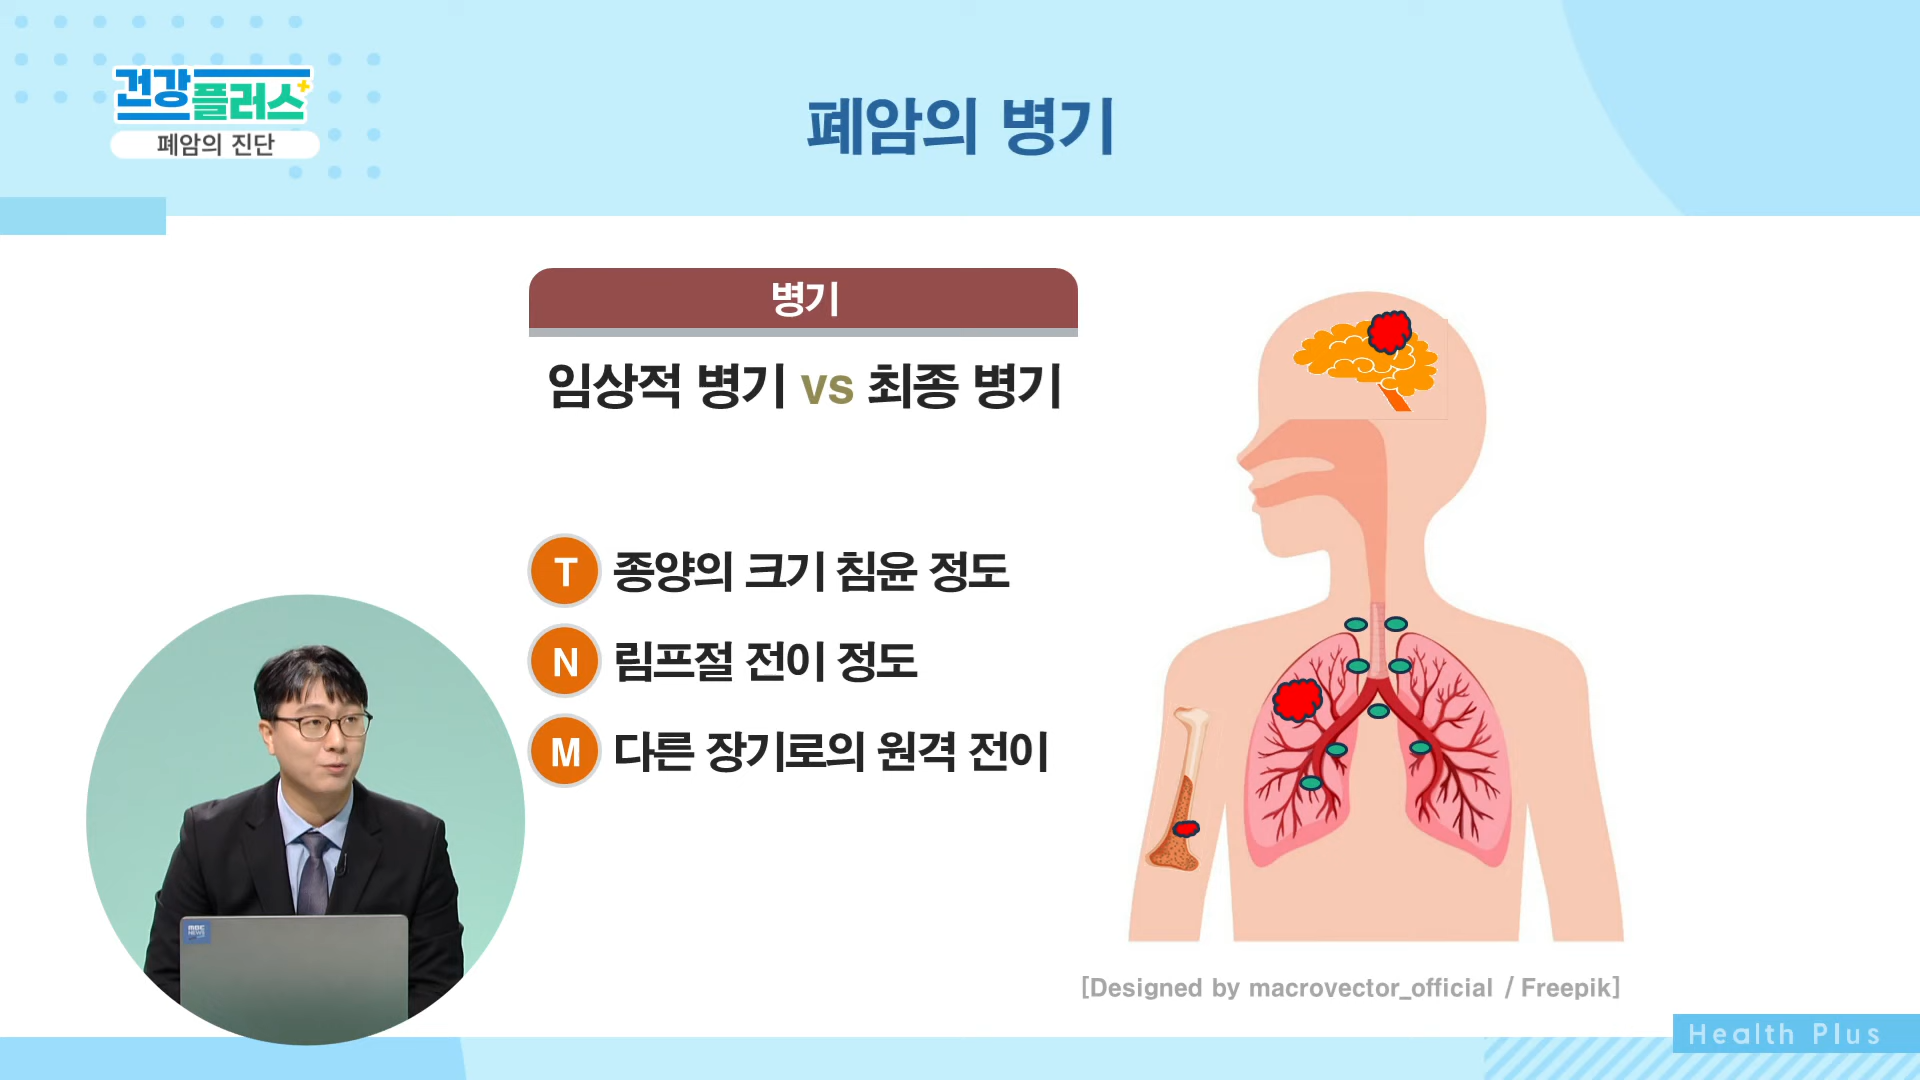 건강플러스+
폐암의 진단
폐암의 병기
병기
임상적 병기 vs 최종 병기
T 종양의 크기 침윤 정도
N 림프절 전이 정도
M 다른 장기로의 원격 전이
MBC
NEWS
[Designed by macrovector_official / Freepik]
Health Plus